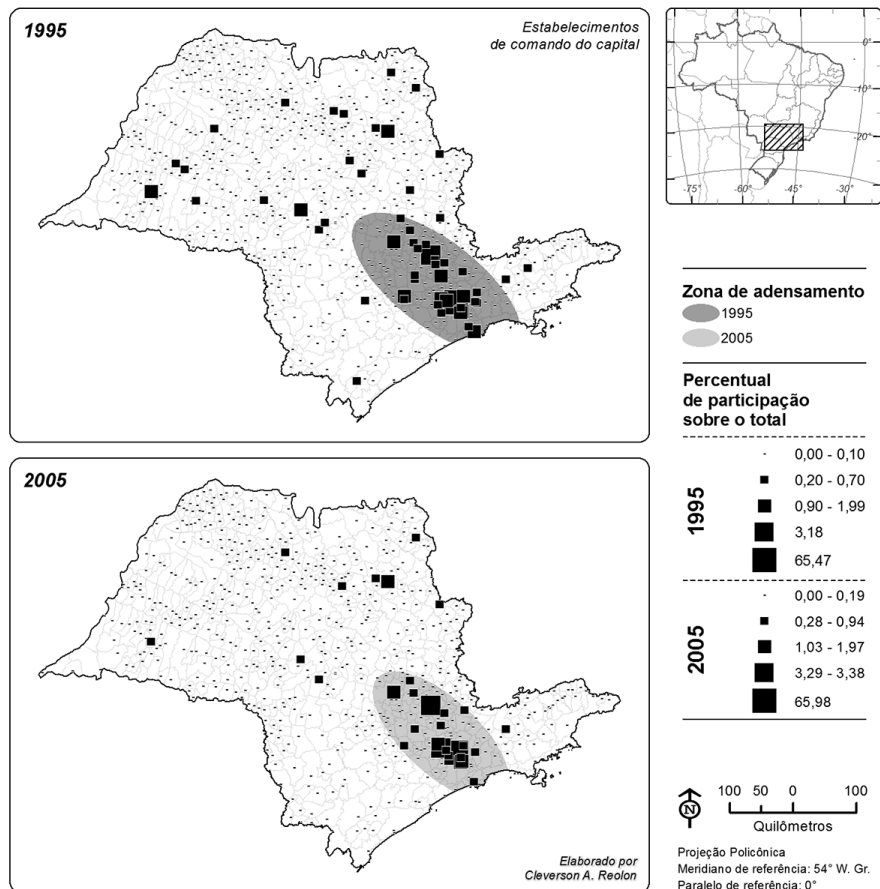 1995
Estabelecimentos
de comando do capital
0°
-10°
-20°
-75°
-60°
-45°
-30°
Zona de adensamento
1995
2005
Percentual
de participação
sobre o total
1995
0,00 - 0,10
0,20 - 0,70
0,90 - 1,99
3,18
65,47
2005
0,00 - 0,19
0,28 - 0,94
1,03 - 1,97
3,29 - 3,38
65,98
2005
Elaborado por
Cleverson A. Reolon
N
100 50 0 100
Quilômetros
Projeção Policônica
Meridiano de referência: 54° W. Gr.
Paralelo de referência: 0°